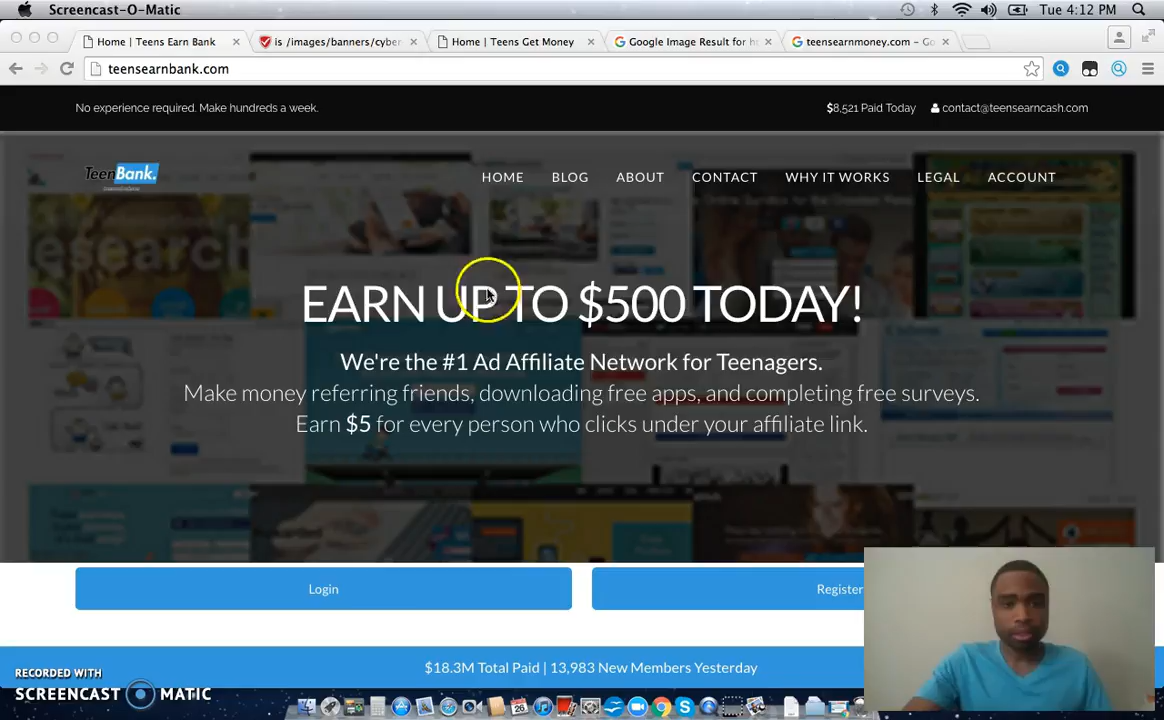 Screencast-O-Matic
Tue 4:12 PM
Home | Teens Earn Bank
is /images/banners/cyber
Home | Teens Get Money
Google Image Result for h
teensearnmoney.com – Go
teensearnbank.com
No experience required. Make hundreds a week.
$8,521 Paid Today
contact@teensearncash.com
TeenBank.
HOME
BLOG
ABOUT
CONTACT
WHY IT WORKS
LEGAL
ACCOUNT
EARN UP TO $500 TODAY!
We're the #1 Ad Affiliate Network for Teenagers.
Make money referring friends, downloading free apps, and completing free surveys.
Earn $5 for every person who clicks under your affiliate link.
Login
Register
$18.3M Total Paid | 13,983 New Members Yesterday
RECORDED WITH
SCREENCAST MATIC